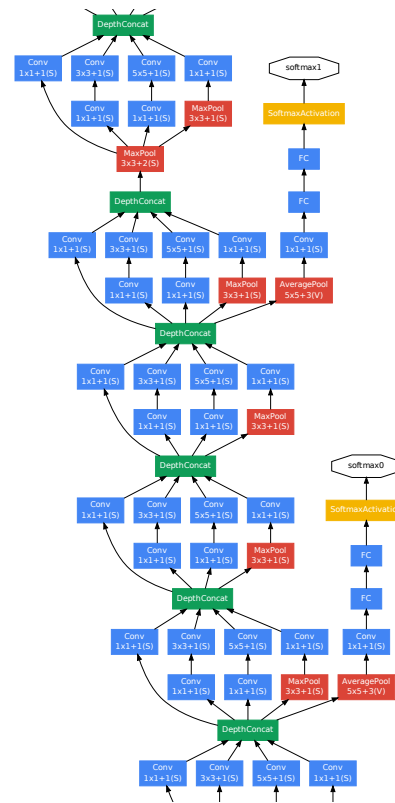 DepthConcat
Conv
1x1+1(S)
Conv
3x3+1(S)
Conv
5x5+1(S)
Conv
1x1+1(S)
softmax1
Conv
1x1+1(S)
Conv
1x1+1(S)
MaxPool
3x3+1(S)
SoftmaxActivation
MaxPool
3x3+2(S)
FC
DepthConcat
FC
Conv
1x1+1(S)
Conv
3x3+1(S)
Conv
5x5+1(S)
Conv
1x1+1(S)
Conv
1x1+1(S)
Conv
1x1+1(S)
Conv
1x1+1(S)
MaxPool
3x3+1(S)
AveragePool
5x5+3(V)
DepthConcat
Conv
1x1+1(S)
Conv
3x3+1(S)
Conv
5x5+1(S)
Conv
1x1+1(S)
Conv
1x1+1(S)
Conv
1x1+1(S)
MaxPool
3x3+1(S)
DepthConcat
softmax0
Conv
1x1+1(S)
Conv
3x3+1(S)
Conv
5x5+1(S)
Conv
1x1+1(S)
SoftmaxActivatio
Conv
1x1+1(S)
Conv
1x1+1(S)
MaxPool
3x3+1(S)
FC
DepthConcat
FC
Conv
1x1+1(S)
Conv
3x3+1(S)
Conv
5x5+1(S)
Conv
1x1+1(S)
Conv
1x1+1(S)
Conv
1x1+1(S)
Conv
1x1+1(S)
MaxPool
3x3+1(S)
AveragePool
5x5+3(V)
DepthConcat
Conv
1x1+1(S)
Conv
3x3+1(S)
Conv
5x5+1(S)
Conv
1x1+1(S)